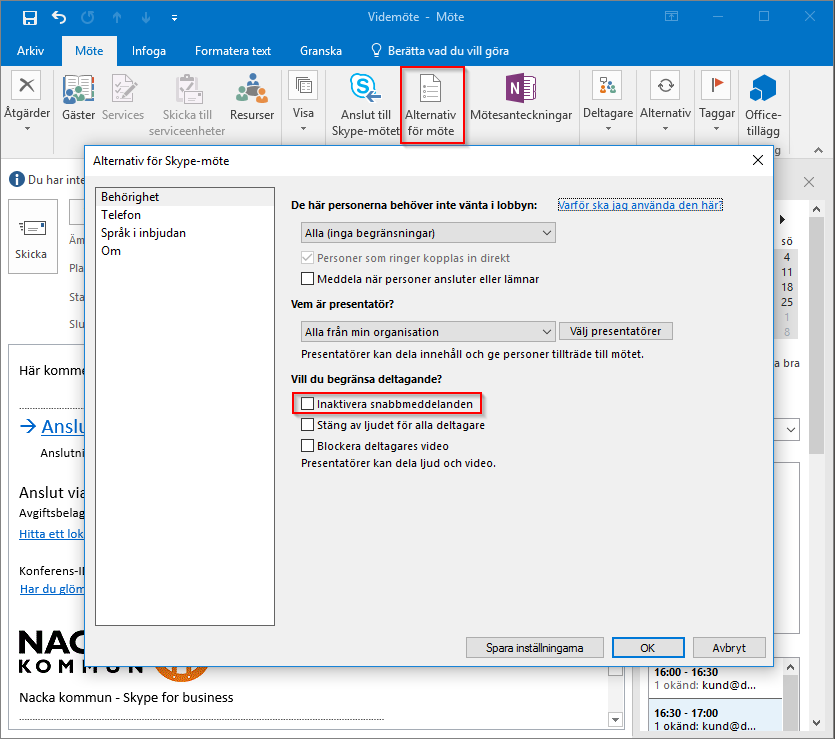 Videmöte - Möte
Arkiv Möte Infoga Formatera text Granska Berätta vad du vill göra
Åtgärder Gäster Services Skicka till serviceenheter Resurser Visa Anslut till Skype-mötet Alternativ för möte Mötesanteckningar Deltagare Alternativ Taggar Office-tillägg
Alternativ för Skype-möte
Du har inte
Skicka
Äm
Pla
Sta
Slu
Behörighet
Telefon
Språk i inbjudan
Om
De här personerna behöver inte vänta i lobbyn: Varför ska jag använda den här?
Alla (inga begränsningar)
Personer som ringer kopplas in direkt
Meddela när personer ansluter eller lämnar
Vem är presentatör?
Alla från min organisation Välj presentatörer
Presentatörer kan dela innehåll och ge personer tillträde till mötet.
Vill du begränsa deltagande?
Inaktivera snabbmeddelanden
Stäng av ljudet för alla deltagare
Blockera deltagares video
Presentatörer kan dela ljud och video.
Spara inställningarna OK Avbryt
sö
4
11
18
25
1
8
a bra
Här komme
Anslu
Anslutni
Anslut via
Avgiftsbelag
Hitta ett lok
Konferens-II
Har du glöm
NAC
KOMMUN
Nacka kommun - Skype for business
16:00 - 16:30
1 okänd: kund@d...
16:30 - 17:00
1 okänd: kund@d...